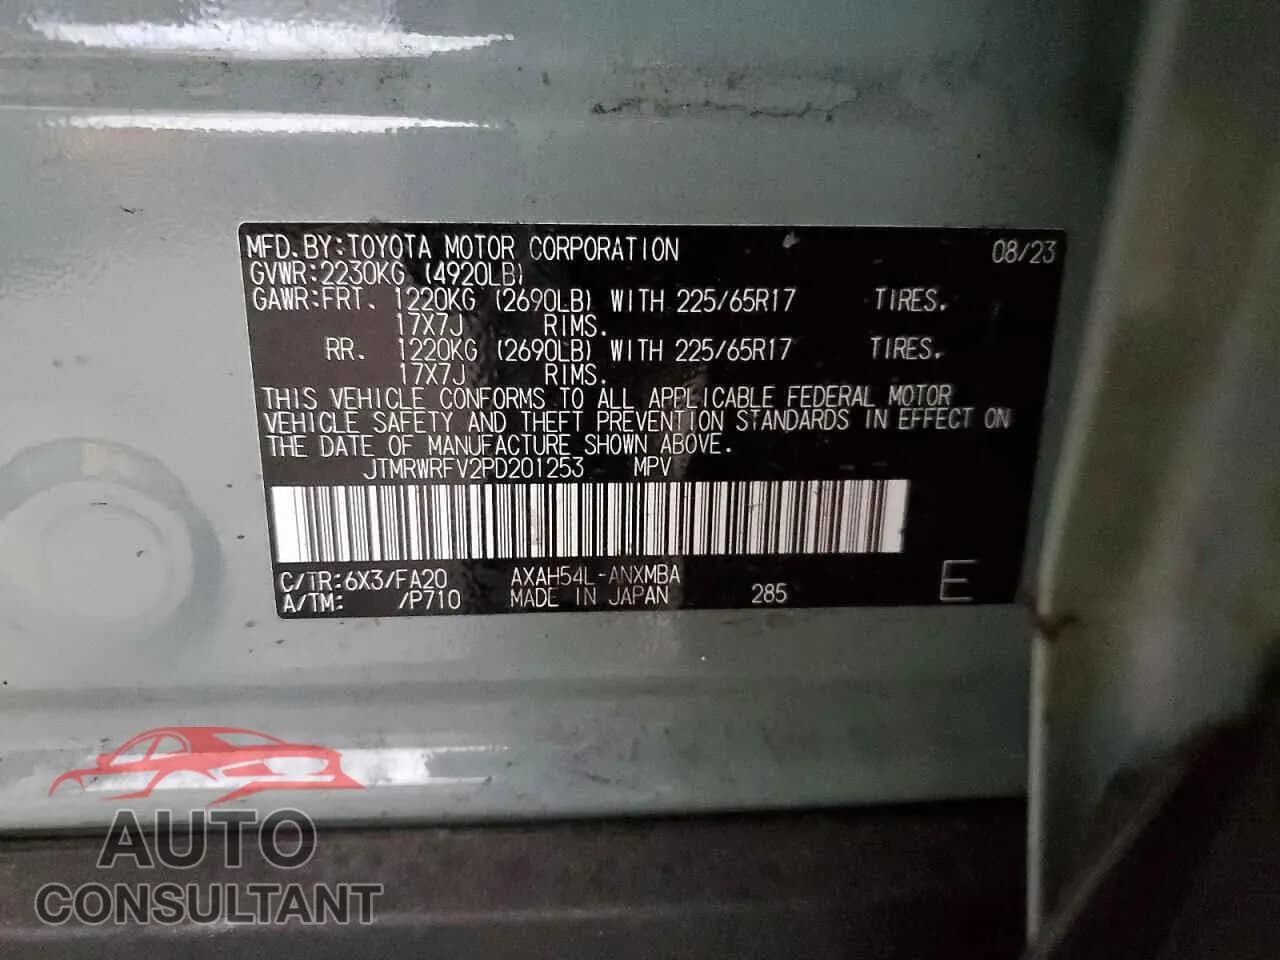 MFD. BY: TOYOTA MOTOR CORPORATION 08/23
GVWR: 2230KG (4920LB)
GAWR: FRT. 1220KG (2690LB) WITH 225/65R17 TIRES.
17X7J RIMS.
RR. 1220KG (2690LB) WITH 225/65R17 TIRES.
17X7J RIMS.
THIS VEHICLE CONFORMS TO ALL APPLICABLE FEDERAL MOTOR
VEHICLE SAFETY AND THEFT PREVENTION STANDARDS IN EFFECT ON
THE DATE OF MANUFACTURE SHOWN ABOVE.
JTMRWRFV2PD201253 MPV
C/TR: 6X3/FA20 AXAH54L-ANXMBA
A/TM: /P710 MADE IN JAPAN 285 E
AUTO
CONSULTANT